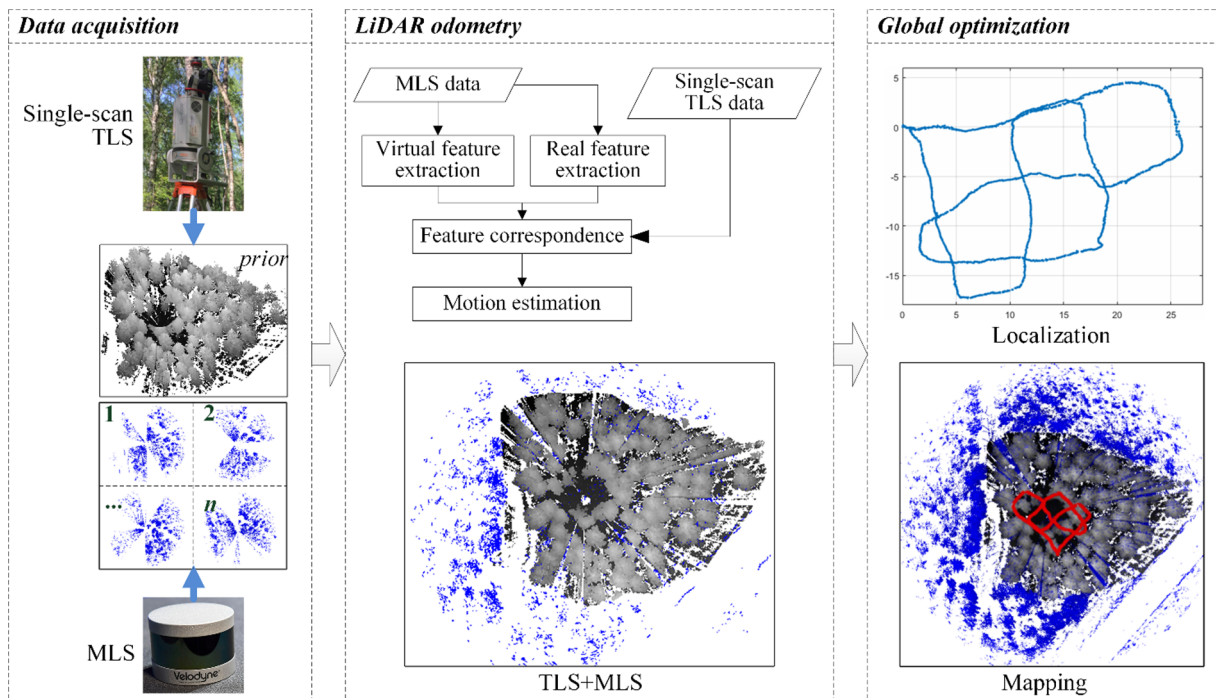 Data acquisition
Single-scan
TLS
prior
1
2
...
n
MLS
Velodyne
LiDAR odometry
MLS data
Single-scan
TLS data
Virtual feature
extraction
Real feature
extraction
Feature correspondence
Motion estimation
TLS+MLS
Global optimization
5
0
-5
-10
-15
0
5
10
15
20
25
Localization
Mapping